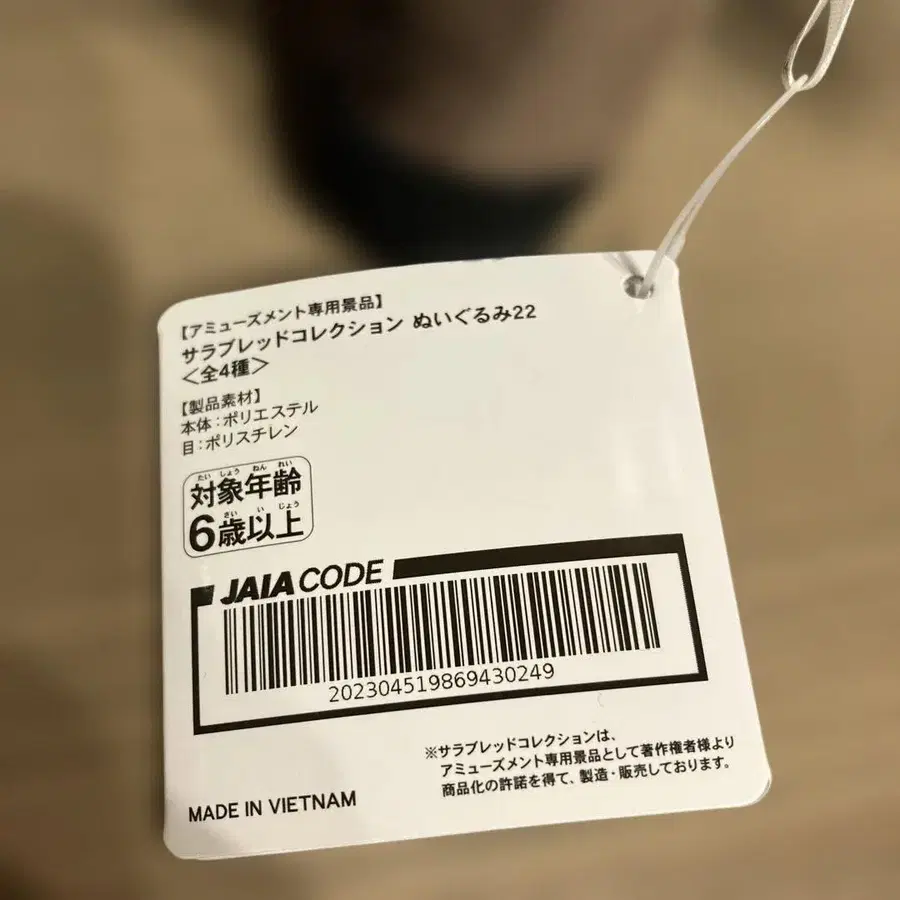 【アミューズメント専用景品】
サラブレッドコレクション ぬいぐるみ22
＜全4種＞
【製品素材】
本体：ポリエステル
目：ポリスチレン
たいしょうねんれい
対象年齢
さいいじょう
6歳以上
JAIA CODE
202304519869430249
※サラブレッドコレクションは、
アミューズメント専用景品として著作権者様より
商品化の許諾を得て、製造・販売しております。
MADE IN VIETNAM